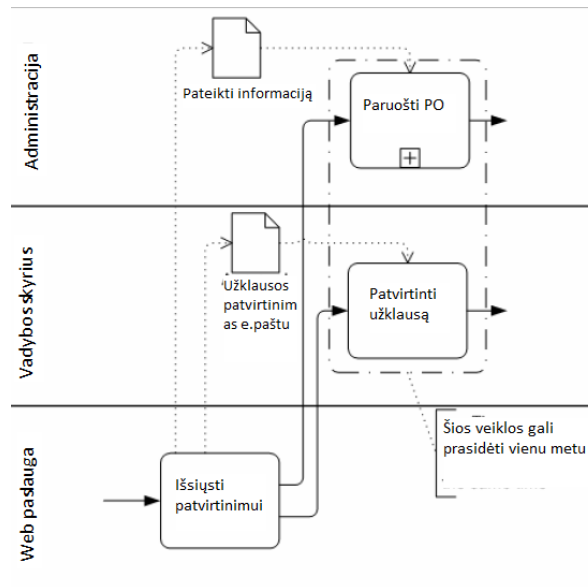 Administracija
Pateikti informaciją
Paruošti PO
Vadybos skyrius
Užklausos
patvirtinim
as e.paštu
Patvirtinti
užklausą
Šios veiklos gali
prasidėti vienu metu
Web paslauga
Išsiųsti
patvirtinimui